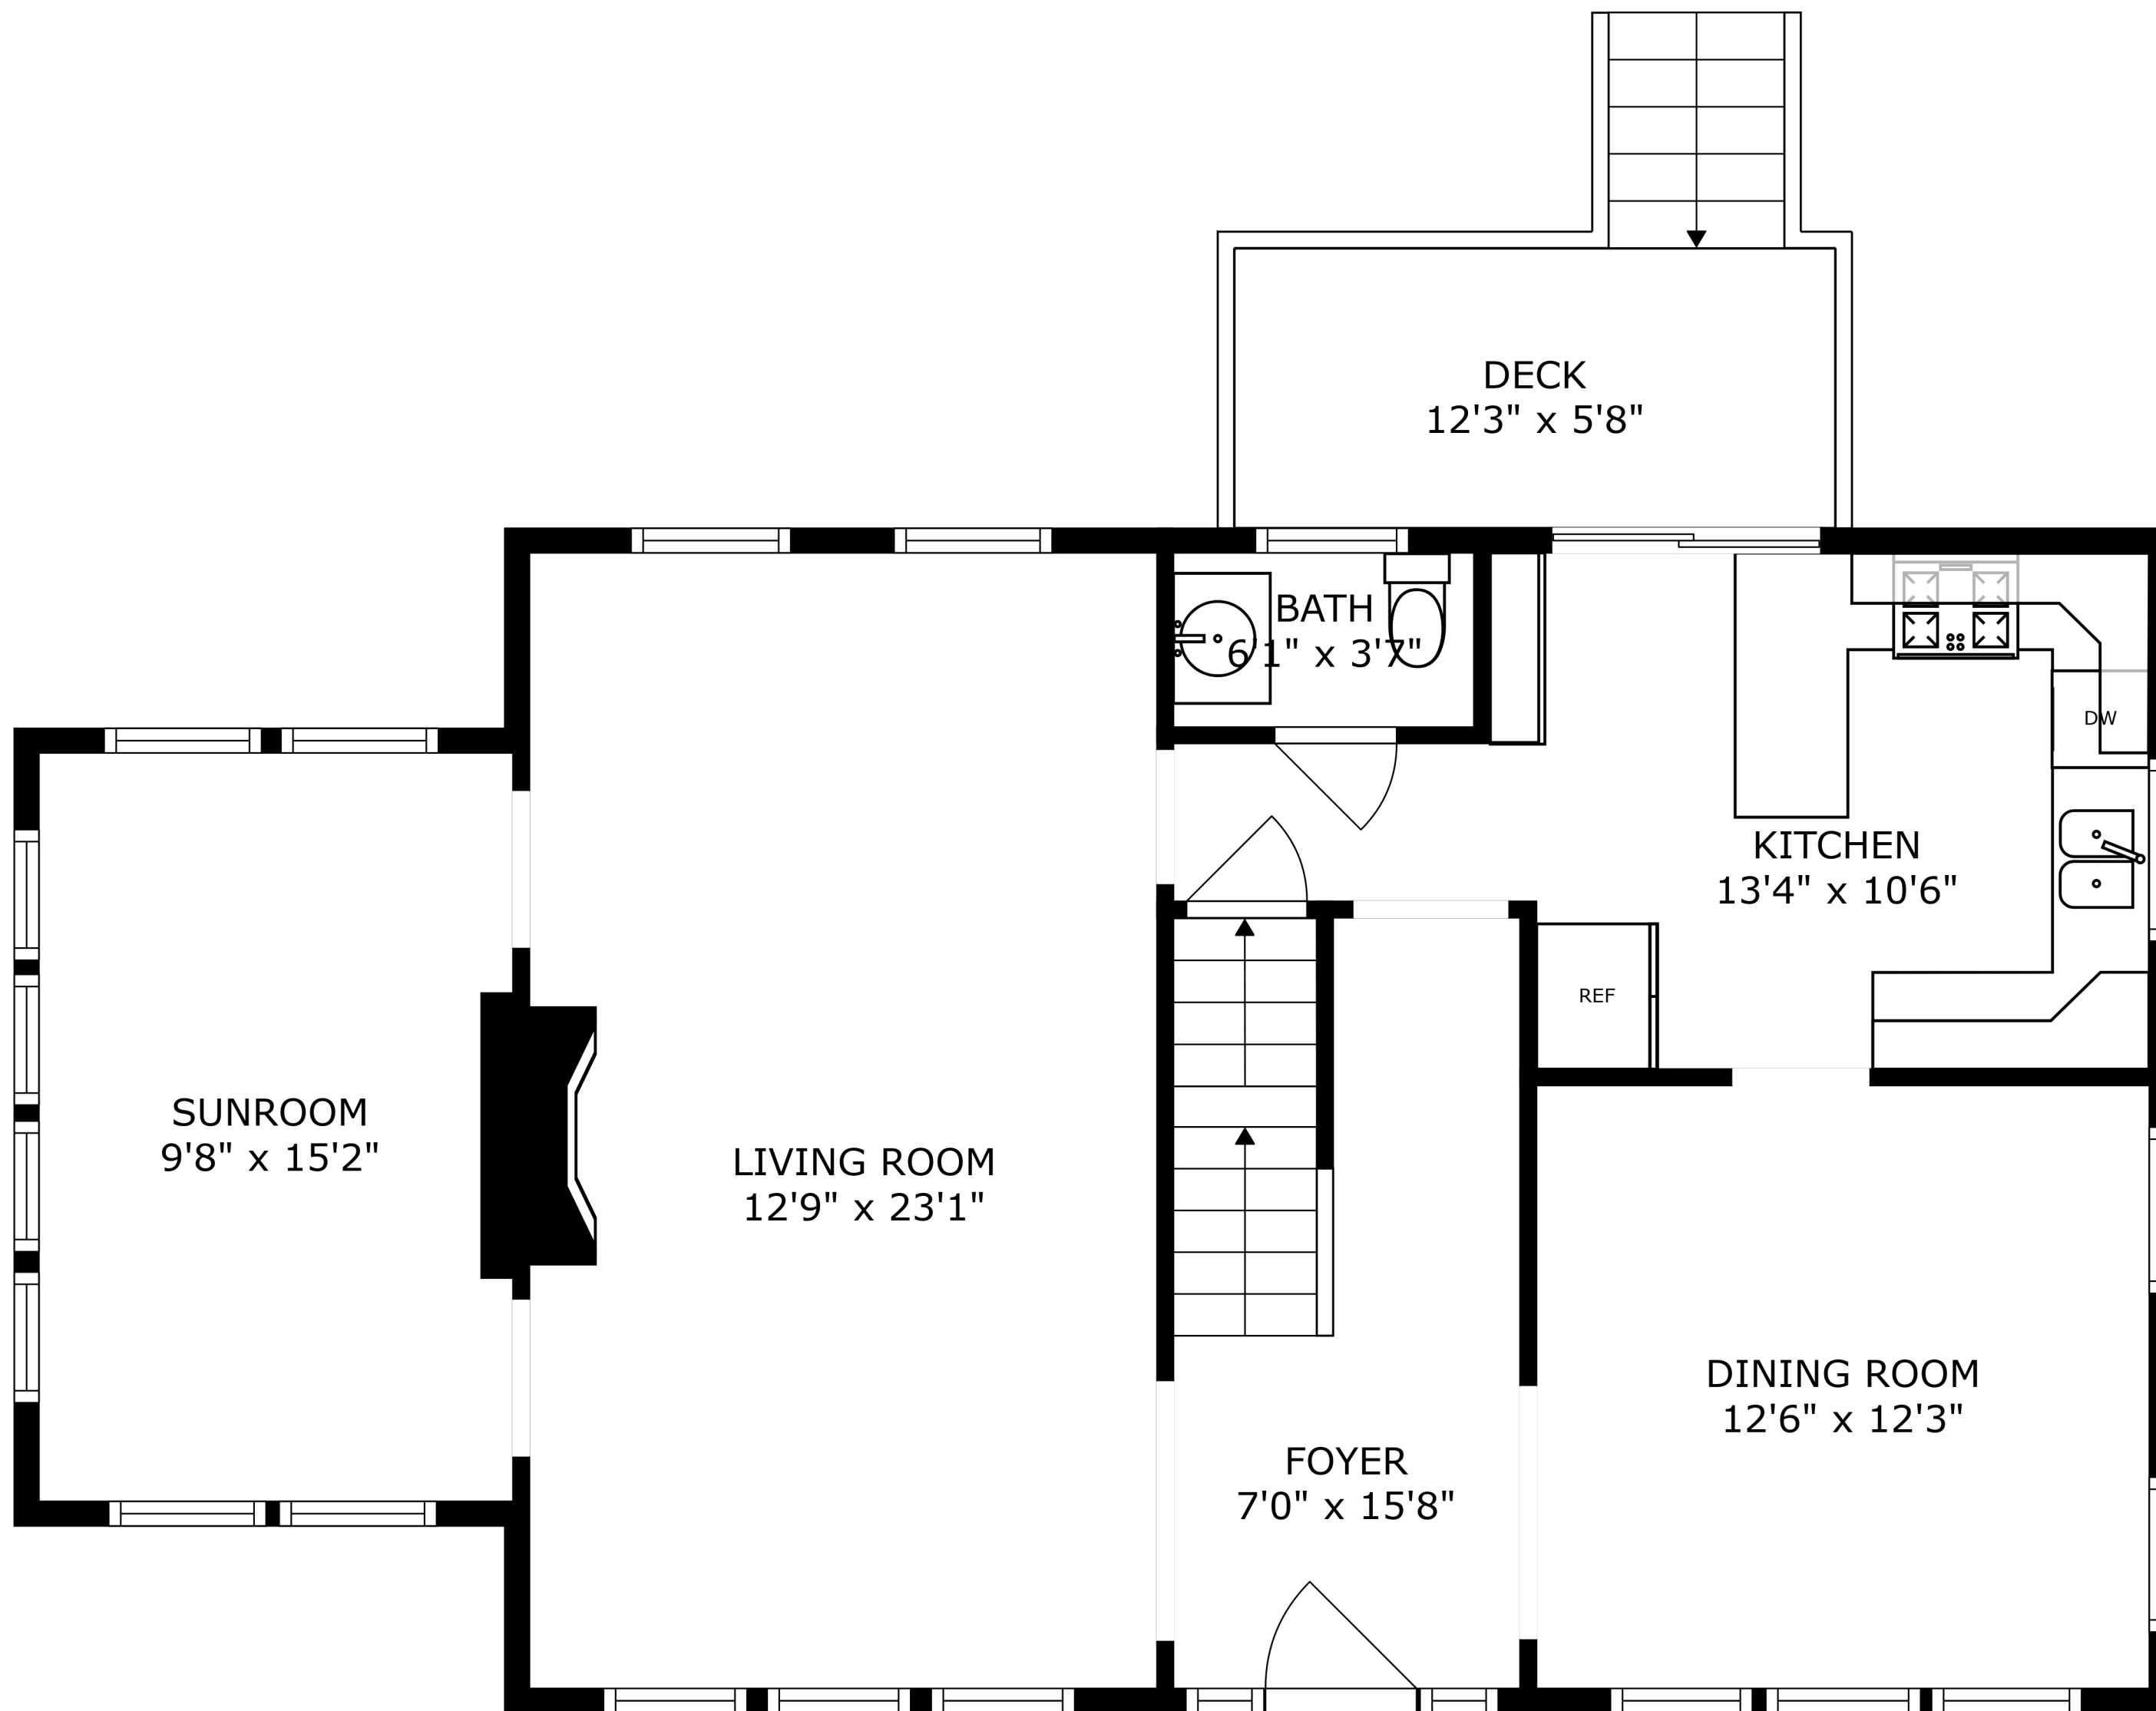 DECK
12'3" x 5'8"
BATH
6'1" x 3'7"
DW
KITCHEN
13'4" x 10'6"
REF
SUNROOM
9'8" x 15'2"
LIVING ROOM
12'9" x 23'1"
DINING ROOM
12'6" x 12'3"
FOYER
7'0" x 15'8"